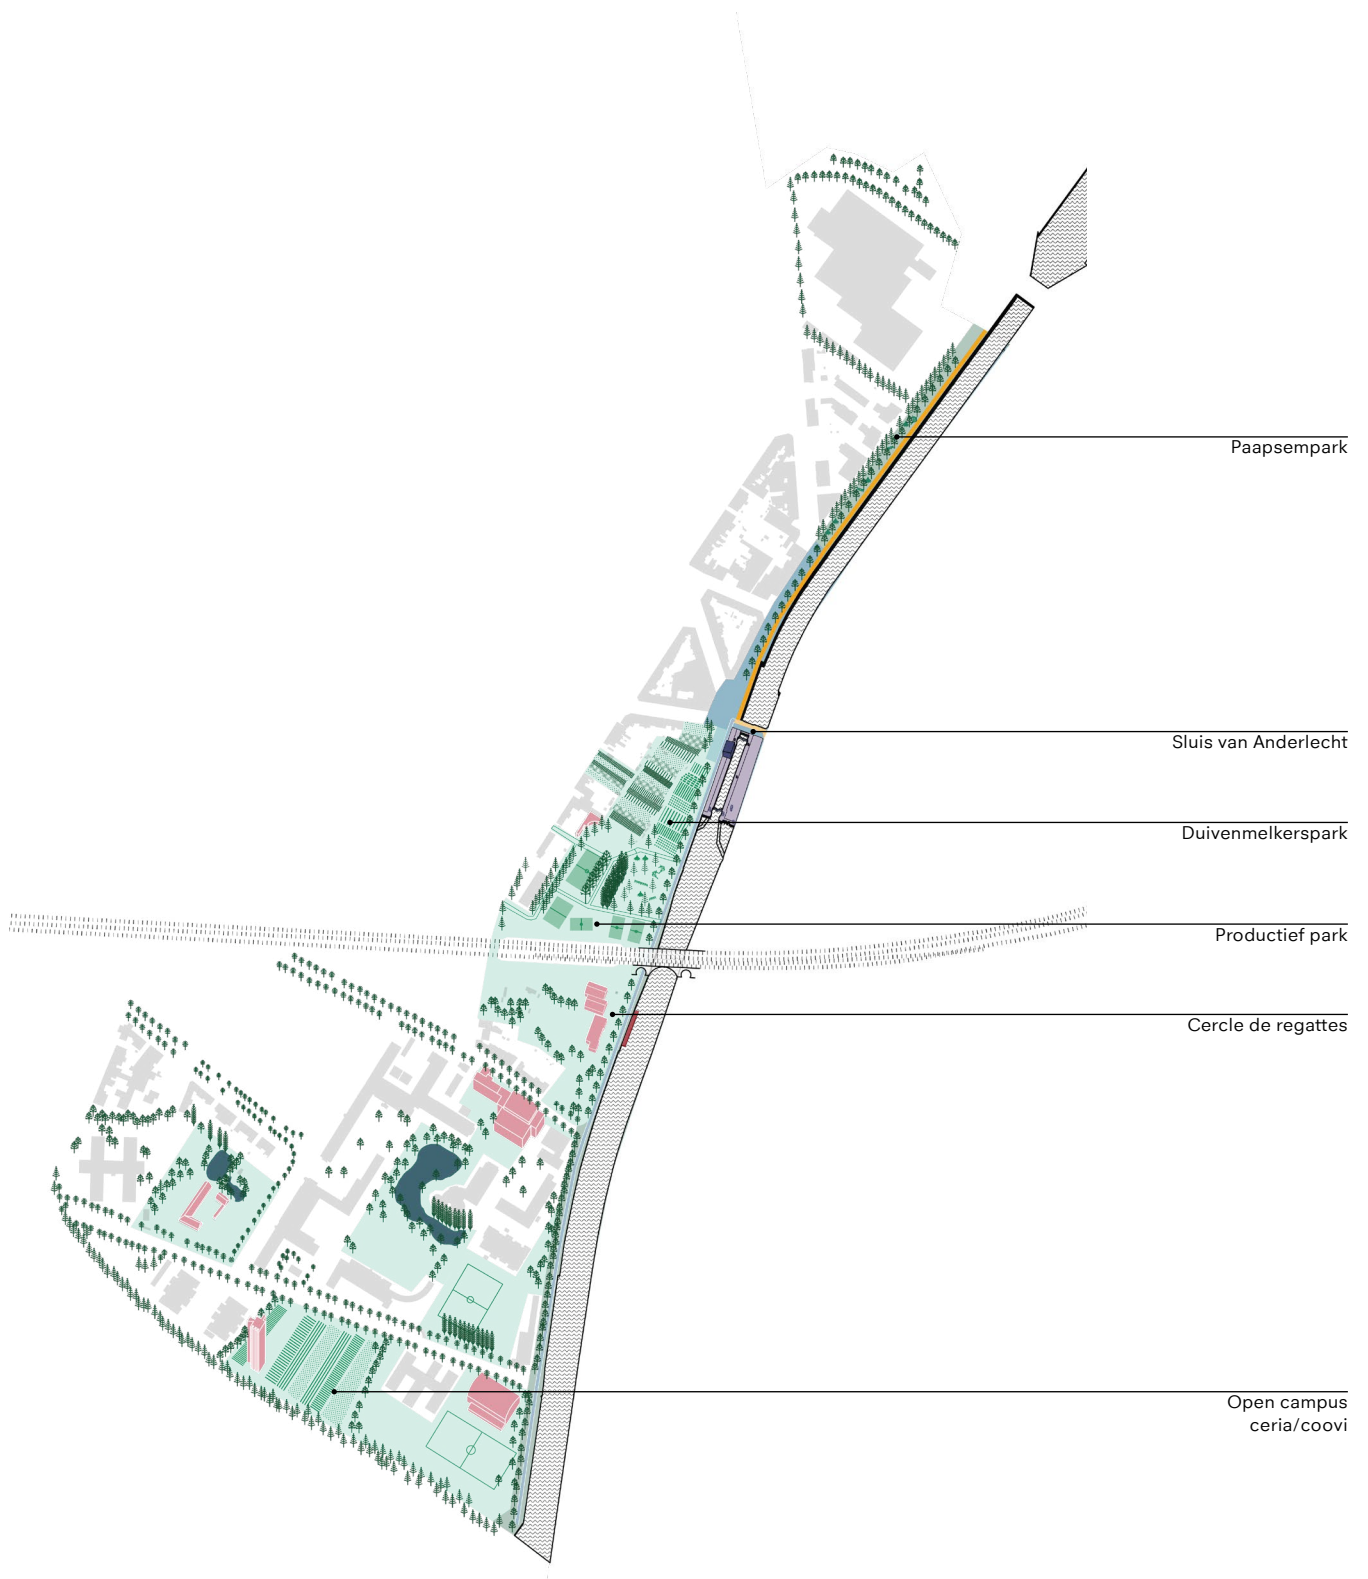 Paapsempark
Sluis van Anderlecht
Duivenmelkerspark
Productief park
Cercle de regattes
Open campus
ceria/coovi